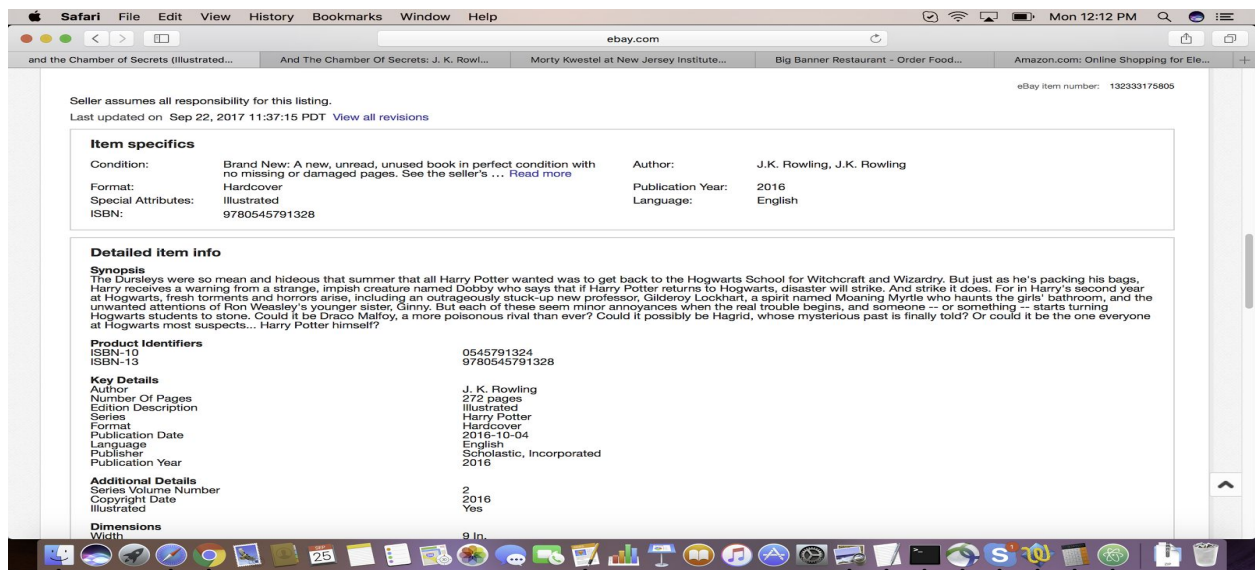 Safari File Edit View History Bookmarks Window Help Mon 12:12 PM
ebay.com
and the Chamber of Secrets (Illustrated... And The Chamber Of Secrets: J. K. Rowl... Morty Kwestel at New Jersey Institute... Big Banner Restaurant - Order Food... Amazon.com: Online Shopping for Ele...
eBay item number: 132333175805
Seller assumes all responsibility for this listing.
Last updated on Sep 22, 2017 11:37:15 PDT View all revisions
Item specifics
Condition: Brand New: A new, unread, unused book in perfect condition with Author: J.K. Rowling, J.K. Rowling
no missing or damaged pages. See the seller's ... Read more
Format: Hardcover Publication Year: 2016
Special Attributes: Illustrated Language: English
ISBN: 9780545791328
Detailed item info
Synopsis
The Dursleys were so mean and hideous that summer that all Harry Potter wanted was to get back to the Hogwarts School for Witchcraft and Wizardry. But just as he's packing his bags,
Harry receives a warning from a strange, impish creature named Dobby who says that if Harry Potter returns to Hogwarts, disaster will strike. And strike it does. For in Harry's second year
at Hogwarts, fresh torments and horrors arise, including an outrageously stuck-up new professor, Gilderoy Lockhart, a spirit named Moaning Myrtle who haunts the girls' bathroom, and the
unwanted attentions of Ron Weasley's younger sister, Ginny. But each of these seem minor annoyances when the real trouble begins, and someone -- or something -- starts turning
Hogwarts students to stone. Could it be Draco Malfoy, a more poisonous rival than ever? Could it possibly be Hagrid, whose mysterious past is finally told? Or could it be the one everyone
at Hogwarts most suspects... Harry Potter himself?
Product Identifiers
ISBN-10 0545791324
ISBN-13 9780545791328
Key Details
Author J. K. Rowling
Number Of Pages 272 pages
Edition Description Illustrated
Series Harry Potter
Format Hardcover
Publication Date 2016-10-04
Language English
Publisher Scholastic, Incorporated
Publication Year 2016
Additional Details
Series Volume Number 2
Copyright Date 2016
Illustrated Yes
Dimensions
Width 9 In.
25